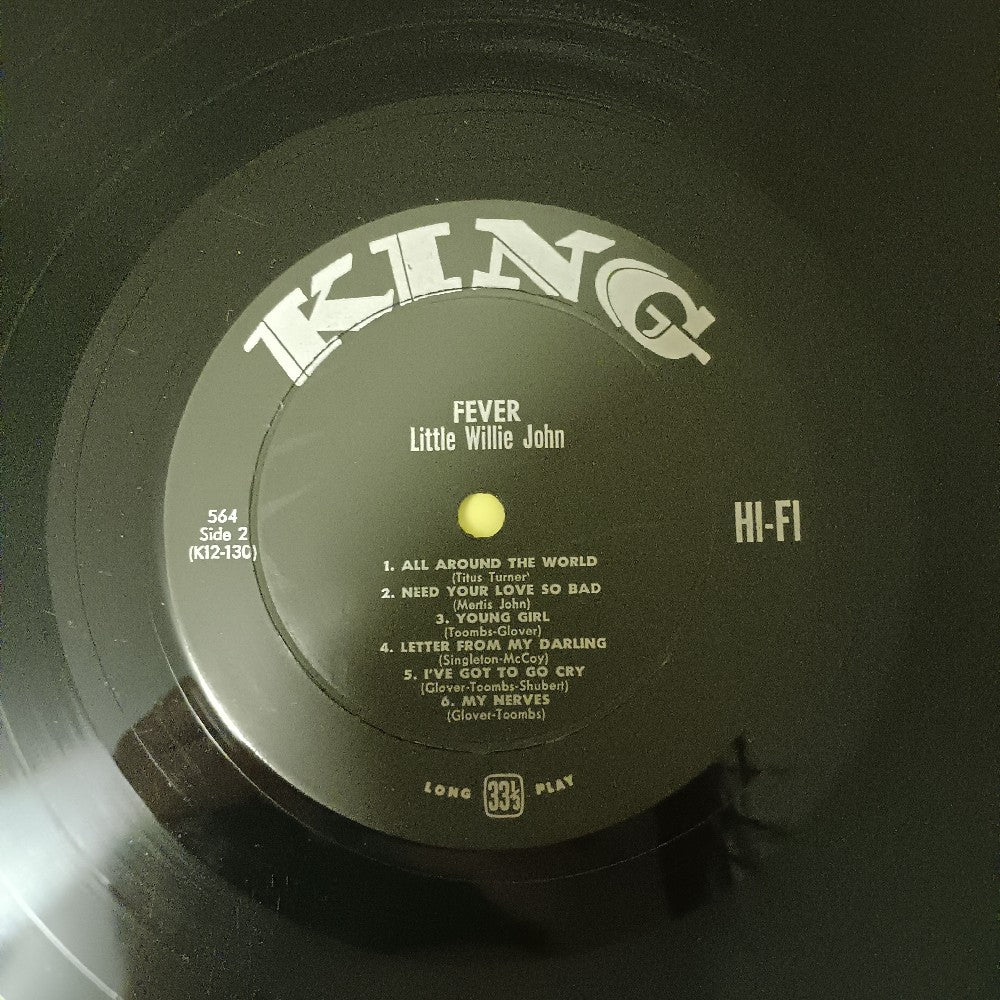 KING
FEVER
Little Willie John
564
Side 2
(K12-130)
HI-FI
1. ALL AROUND THE WORLD
(Titus Turner)
2. NEED YOUR LOVE SO BAD
(Mertis John)
3. YOUNG GIRL
(Toombs-Glover)
4. LETTER FROM MY DARLING
(Singleton-McCoy)
5. I'VE GOT TO GO CRY
(Glover-Toombs-Shubert)
6. MY NERVES
(Glover-Toombs)
LONG 33⅓ PLAY